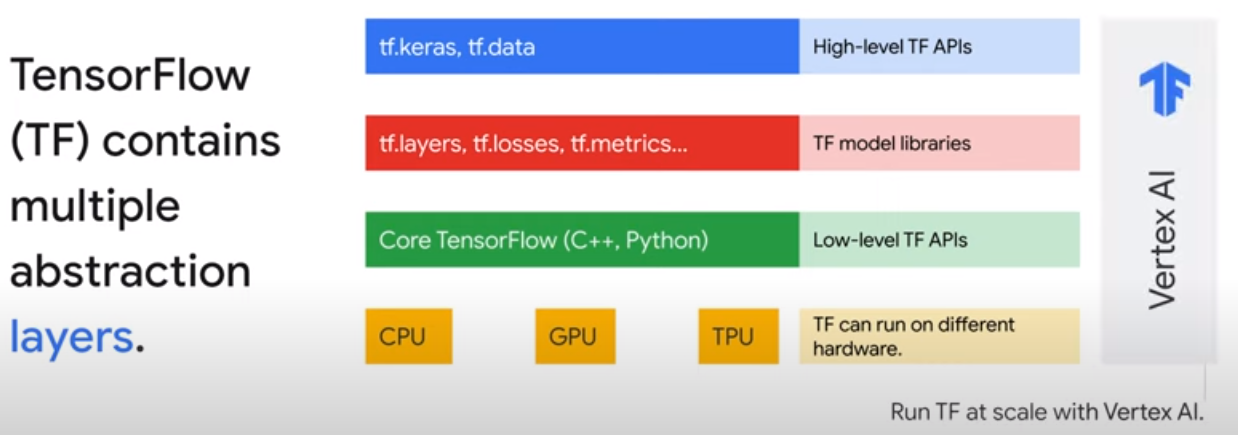 TensorFlow
(TF) contains
multiple
abstraction
layers.
tf.keras, tf.data
High-level TF APIs
tf.layers, tf.losses, tf.metrics...
TF model libraries
Core TensorFlow (C++, Python)
Low-level TF APIs
CPU
GPU
TPU
TF can run on different
hardware.
Vertex AI
Run TF at scale with Vertex AI.